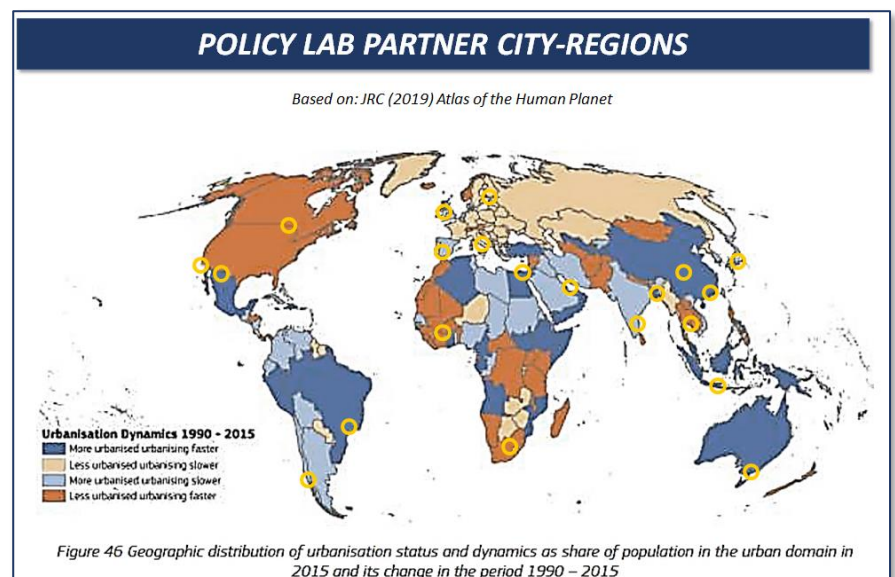 POLICY LAB PARTNER CITY-REGIONS
Based on: JRC (2019) Atlas of the Human Planet
Urbanisation Dynamics 1990 - 2015
More urbanised urbanising faster
Less urbanised urbanising slower
More urbanised urbanising slower
Less urbanised urbanising faster
Figure 46 Geographic distribution of urbanisation status and dynamics as share of population in the urban domain in
2015 and its change in the period 1990 – 2015